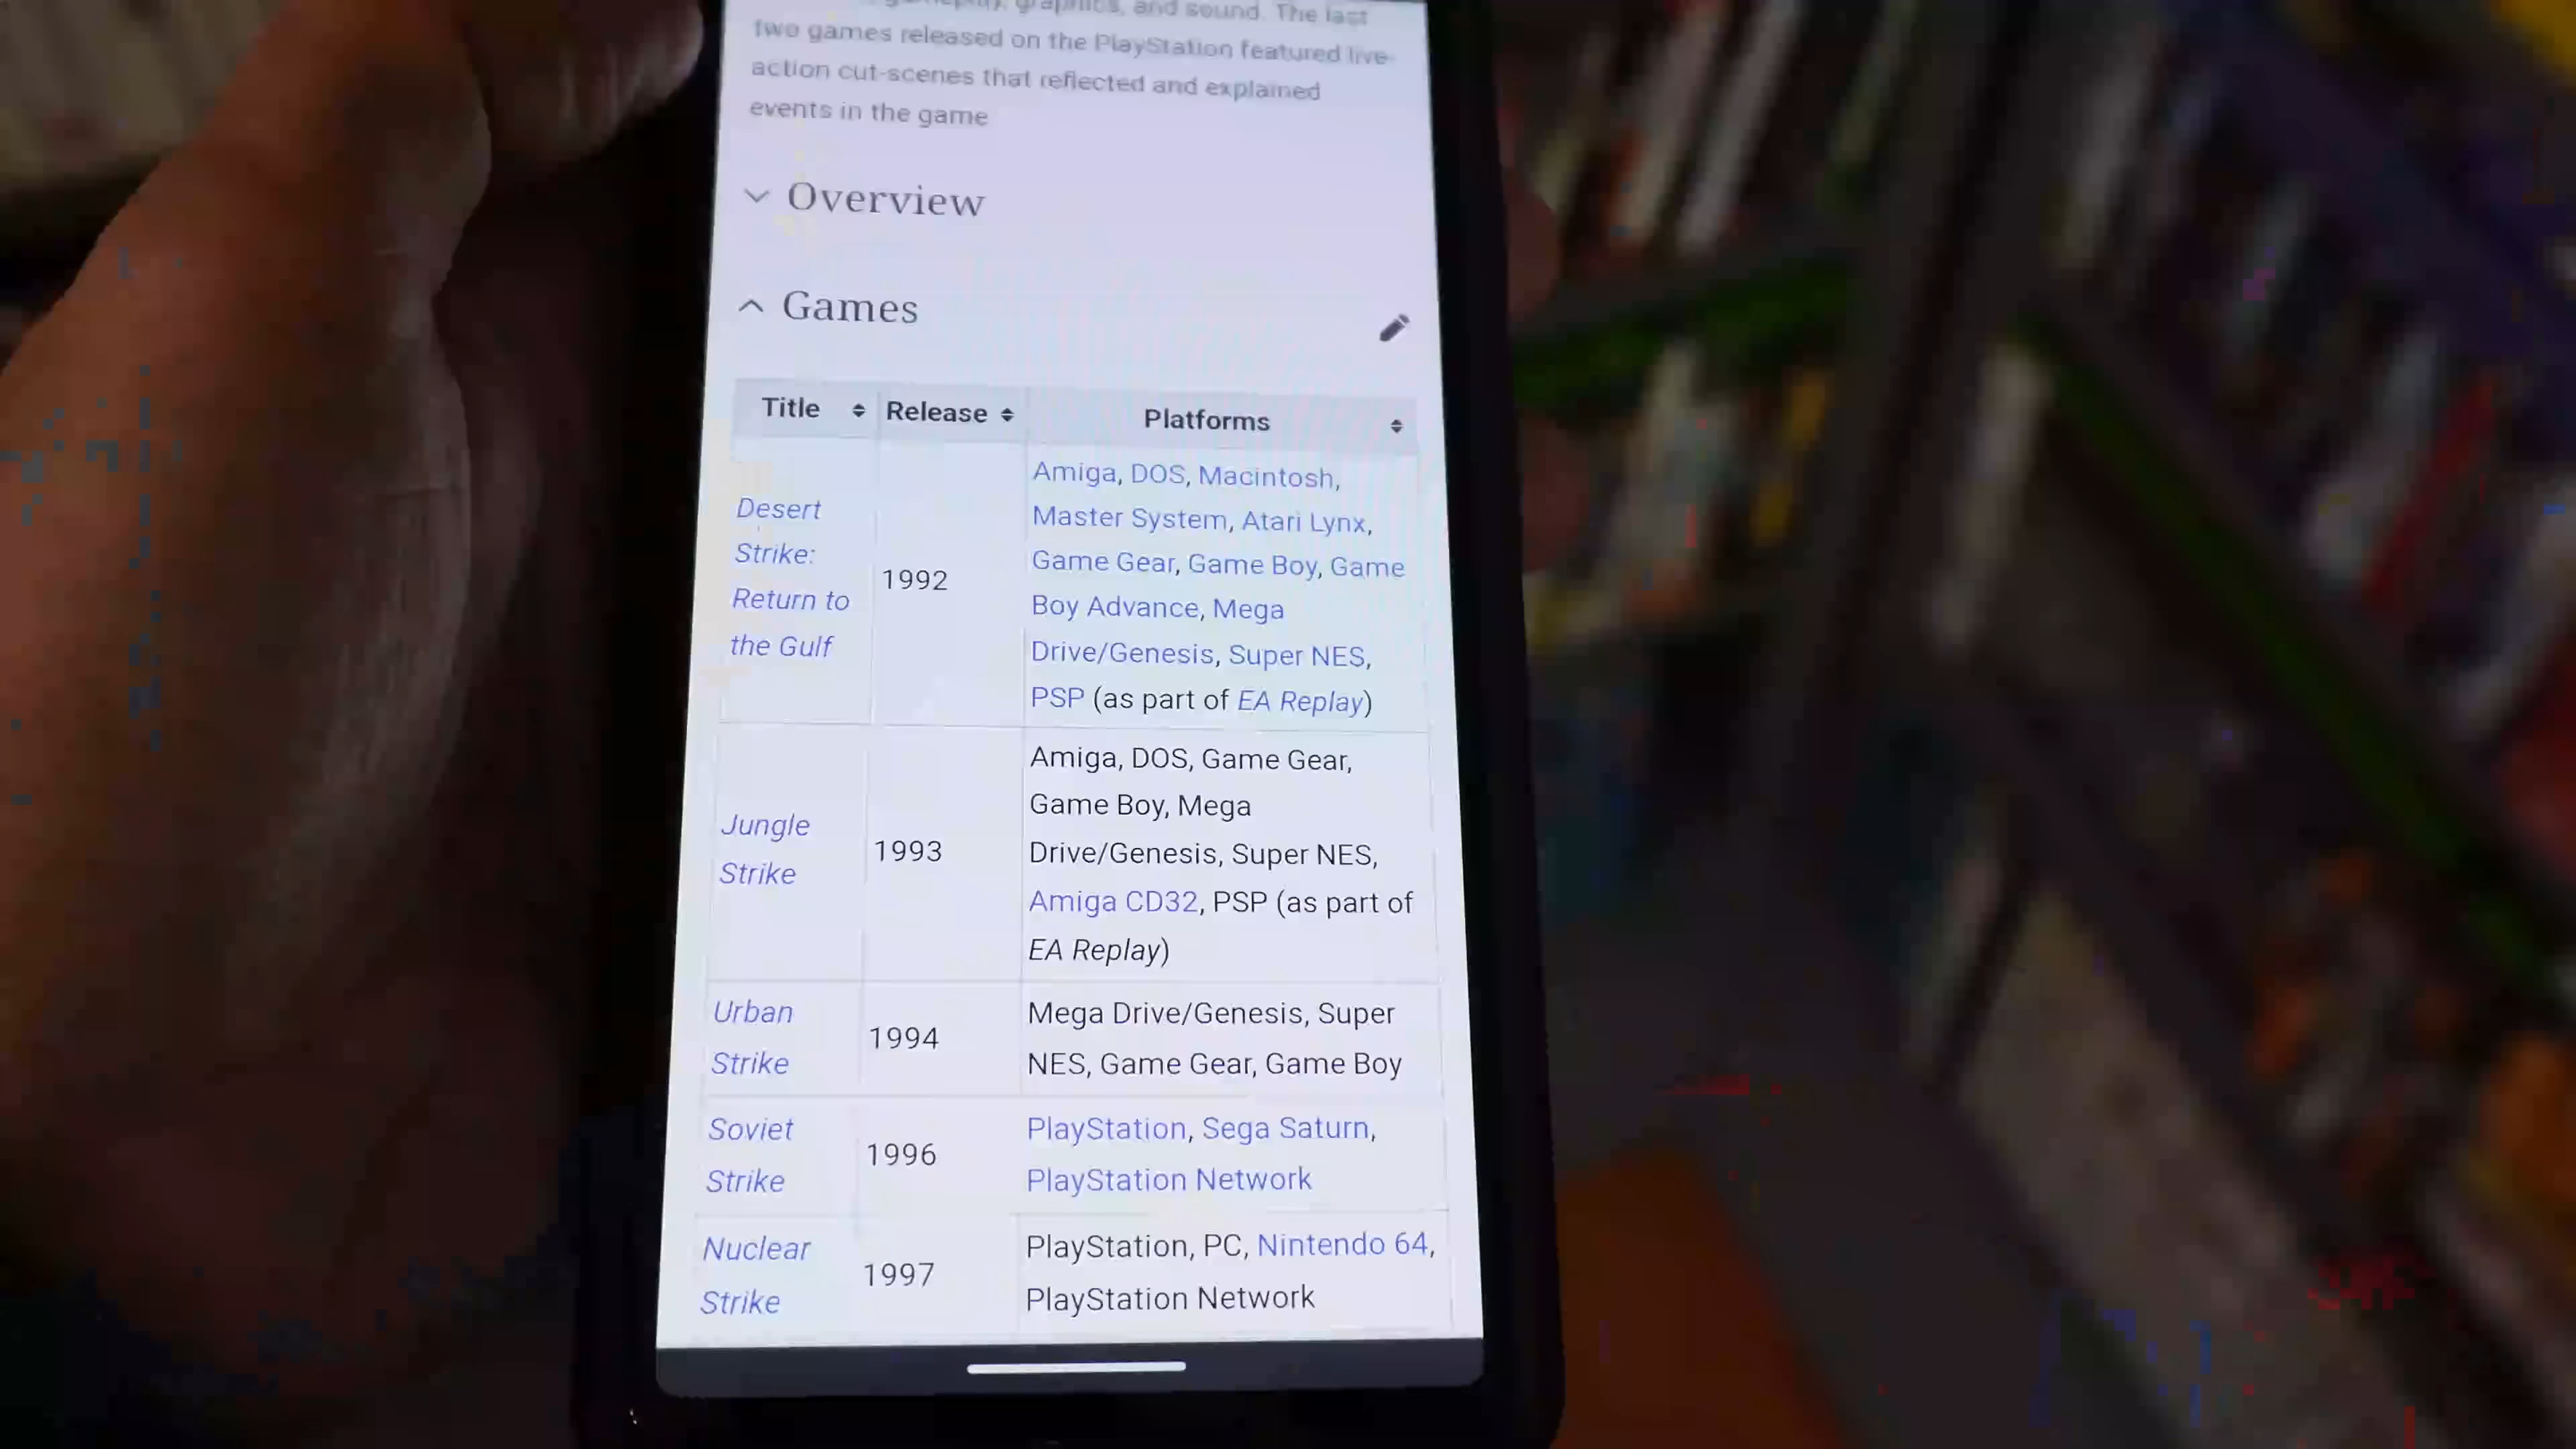 graphics, and sound. The last
two games released on the PlayStation featured live-
action cut-scenes that reflected and explained
events in the game
Overview
Games
Title Release Platforms
Desert
Strike:
Return to
the Gulf
1992
Amiga, DOS, Macintosh,
Master System, Atari Lynx,
Game Gear, Game Boy, Game
Boy Advance, Mega
Drive/Genesis, Super NES,
PSP (as part of EA Replay)
Jungle
Strike
1993
Amiga, DOS, Game Gear,
Game Boy, Mega
Drive/Genesis, Super NES,
Amiga CD32, PSP (as part of
EA Replay)
Urban
Strike
1994
Mega Drive/Genesis, Super
NES, Game Gear, Game Boy
Soviet
Strike
1996
PlayStation, Sega Saturn,
PlayStation Network
Nuclear
Strike
1997
PlayStation, PC, Nintendo 64,
PlayStation Network